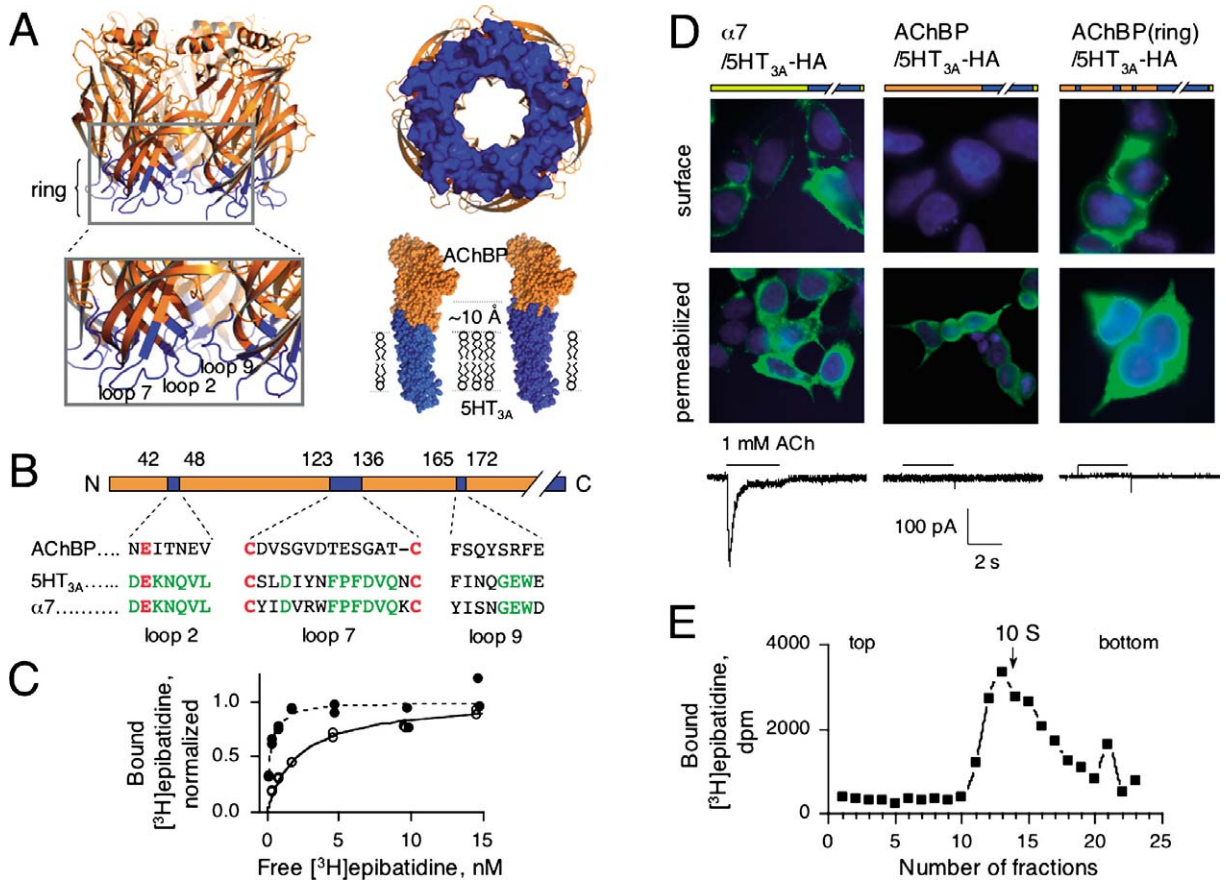 A
ring
loop 7
loop 2
loop 9
AChBP
~10 Å
5HT3A
B
42 48 123 136 165 172
N C
AChBP.... NEITNEV CDVSGVDTESGAT-C FSQYSRFE
5HT3A...... DEKNQVL CSLDIYNFPFDVQNC FINQGEWE
α7.......... DEKNQVL CYIDVRWFPFDVQKC YISNGEWD
loop 2 loop 7 loop 9
C
Bound
[³H]epibatidine,
normalized
1.0
0.5
0.0
0 5 10 15
Free [³H]epibatidine, nM
D
α7 AChBP AChBP(ring)
/5HT3A-HA /5HT3A-HA /5HT3A-HA
surface
permeabilized
1 mM ACh
100 pA
2 s
E
4000
2000
0
Bound
[³H]epibatidine,
dpm
top 10 S bottom
0 5 10 15 20 25
Number of fractions